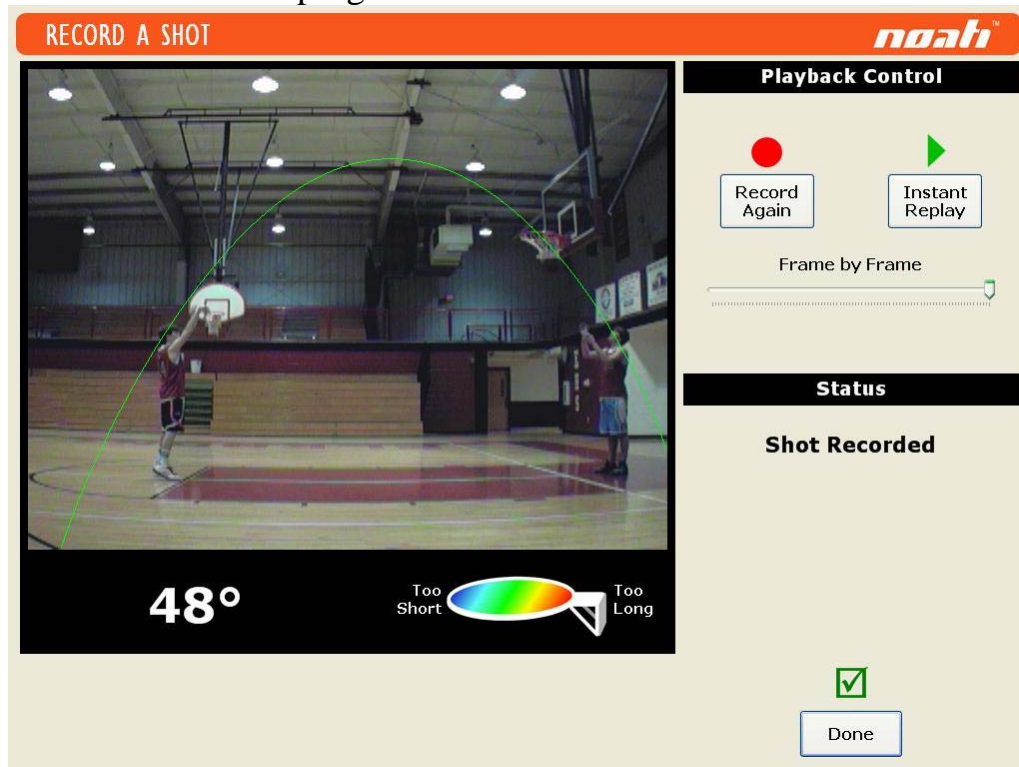 RECORD A SHOT
noah™
Playback Control
Record
Again
Instant
Replay
Frame by Frame
Status
Shot Recorded
48°
Too
Short
Too
Long
Done